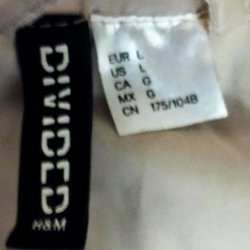 DIVIDED
H&M
EUR L
US L
CA G
MX G
CN 175/104B